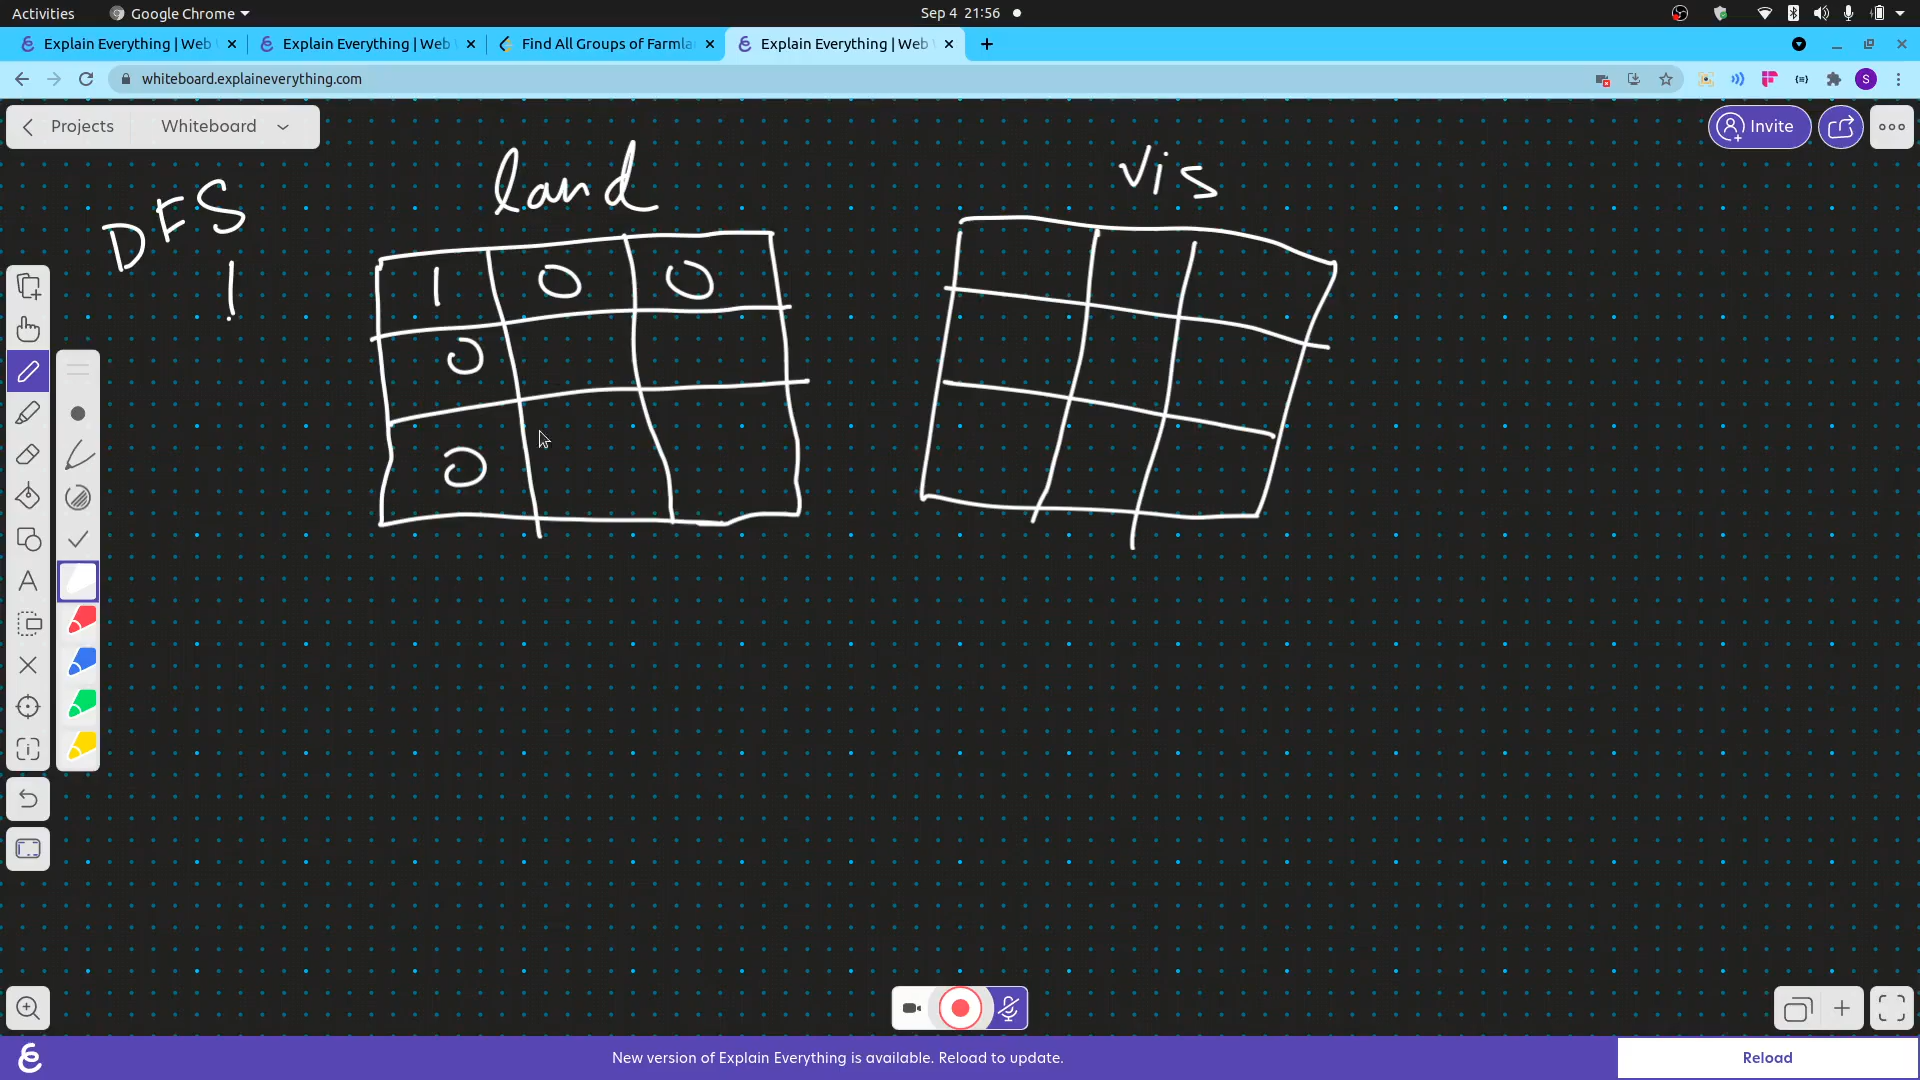 Activities Google Chrome Sep 4 21:56
Explain Everything | Web Explain Everything | Web Find All Groups of Farmla Explain Everything | Web
whiteboard.explaineverything.com S
Projects Whiteboard Invite
DFS
1
land
vis
1 0 0
0
0
A
New version of Explain Everything is available. Reload to update. Reload